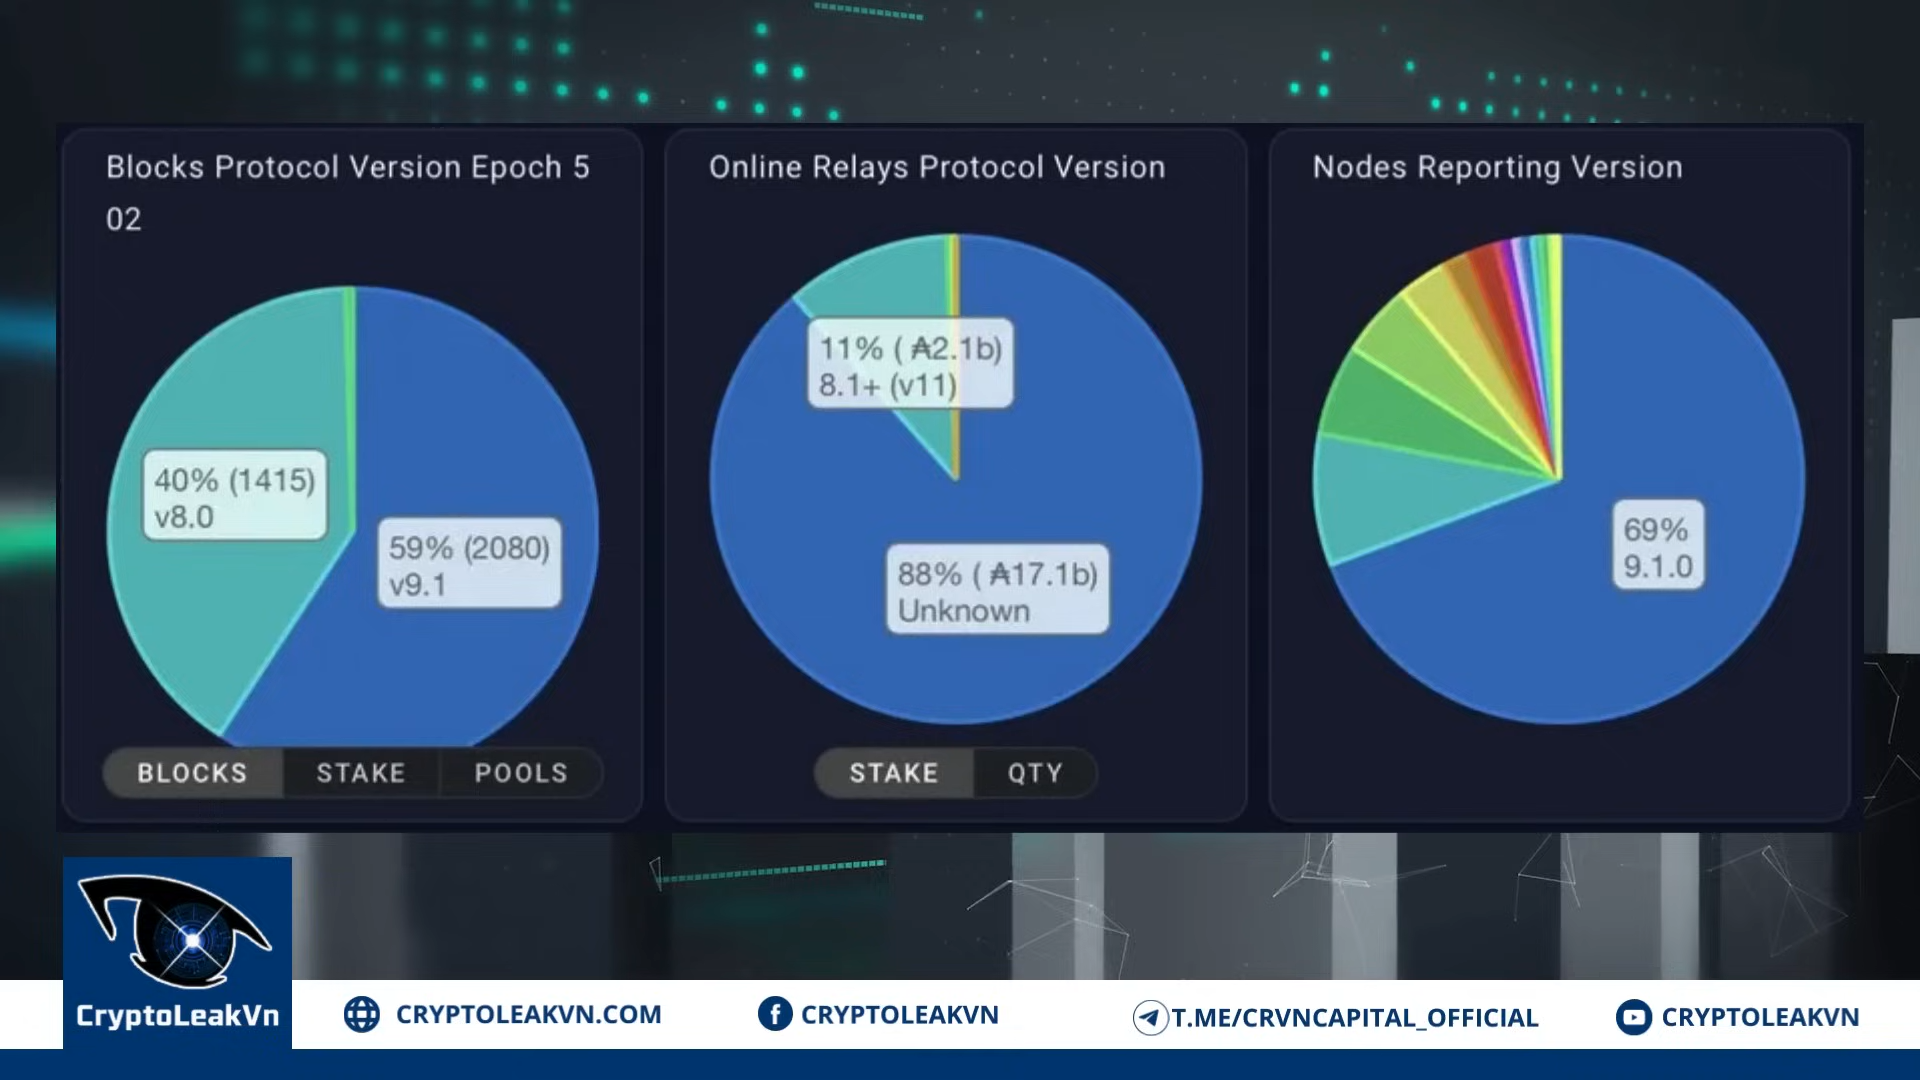 Blocks Protocol Version Epoch 5
02
40% (1415)
v8.0
59% (2080)
v9.1
BLOCKS STAKE POOLS
Online Relays Protocol Version
11% ( ₳2.1b)
8.1+ (v11)
88% ( ₳17.1b)
Unknown
STAKE QTY
Nodes Reporting Version
69%
9.1.0
CryptoLeakVn
CRYPTOLEAKVN.COM
CRYPTOLEAKVN
T.ME/CRVNCAPITAL_OFFICIAL
CRYPTOLEAKVN